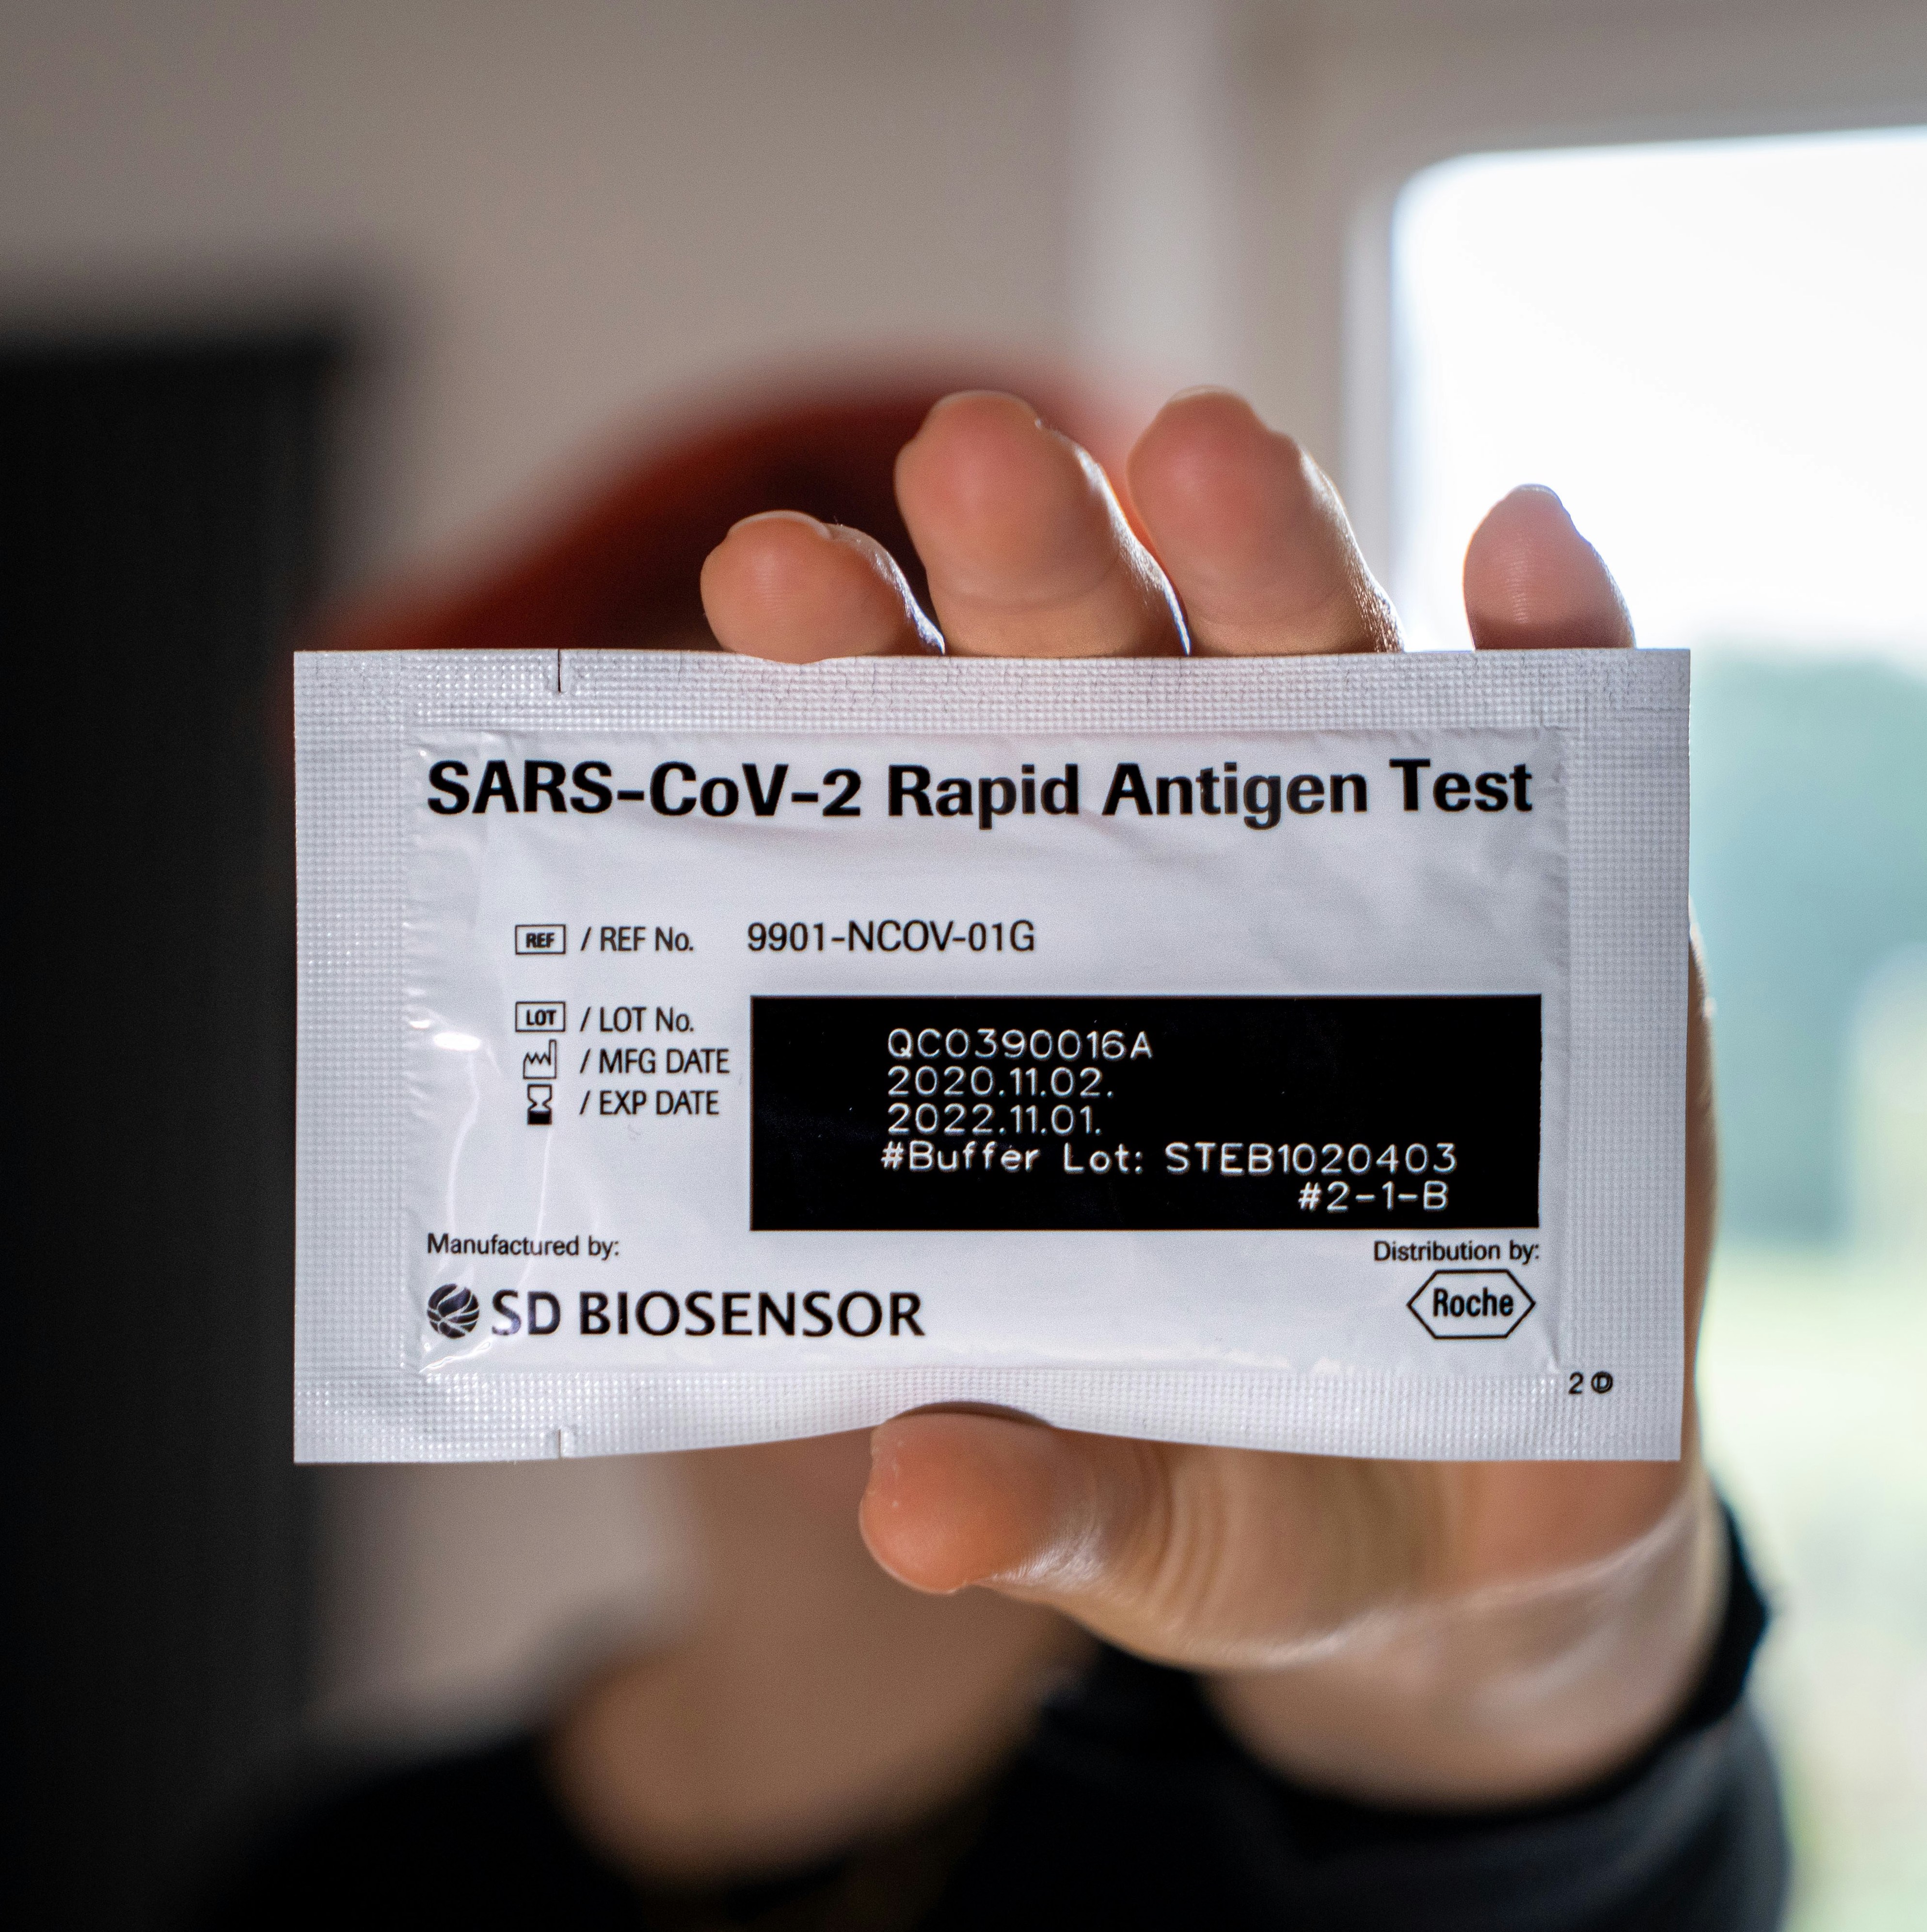 SARS-CoV-2 Rapid Antigen Test
REF / REF No. 9901-NCOV-01G
LOT / LOT No. QC0390016A
/ MFG DATE 2020.11.02.
/ EXP DATE 2022.11.01.
#Buffer Lot: STEB1020403
#2-1-B
Manufactured by:
SD BIOSENSOR
Distribution by:
Roche
2 D